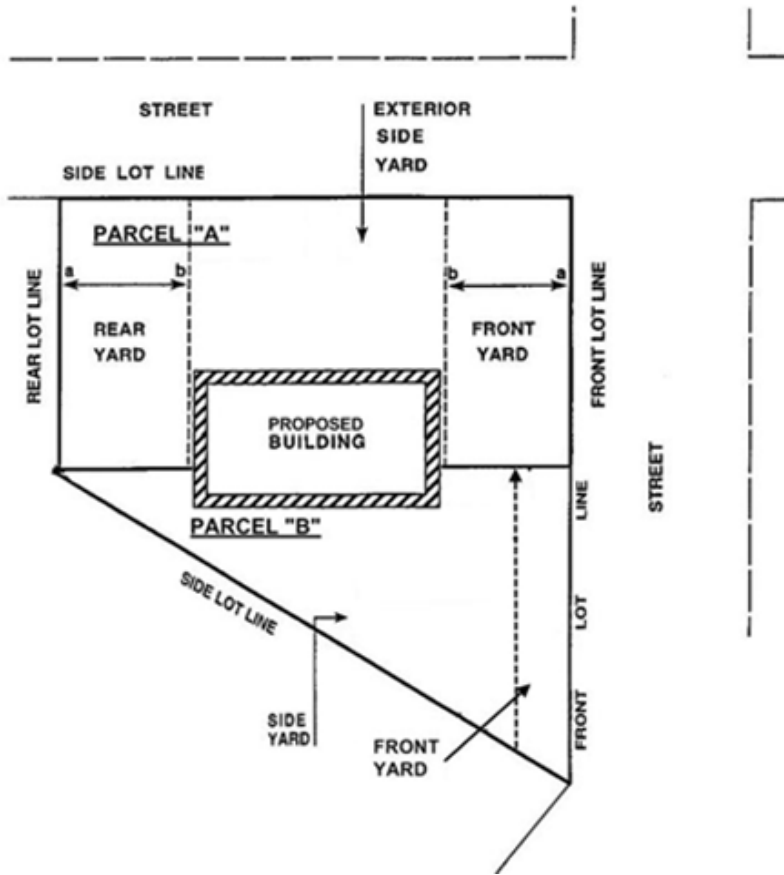 STREET
EXTERIOR
SIDE
YARD
SIDE LOT LINE
PARCEL "A"
a
b
b
a
REAR LOT LINE
REAR
YARD
FRONT
YARD
FRONT LOT LINE
PROPOSED
BUILDING
STREET
PARCEL "B"
FRONT LOT LINE
SIDE LOT LINE
SIDE
YARD
FRONT
YARD